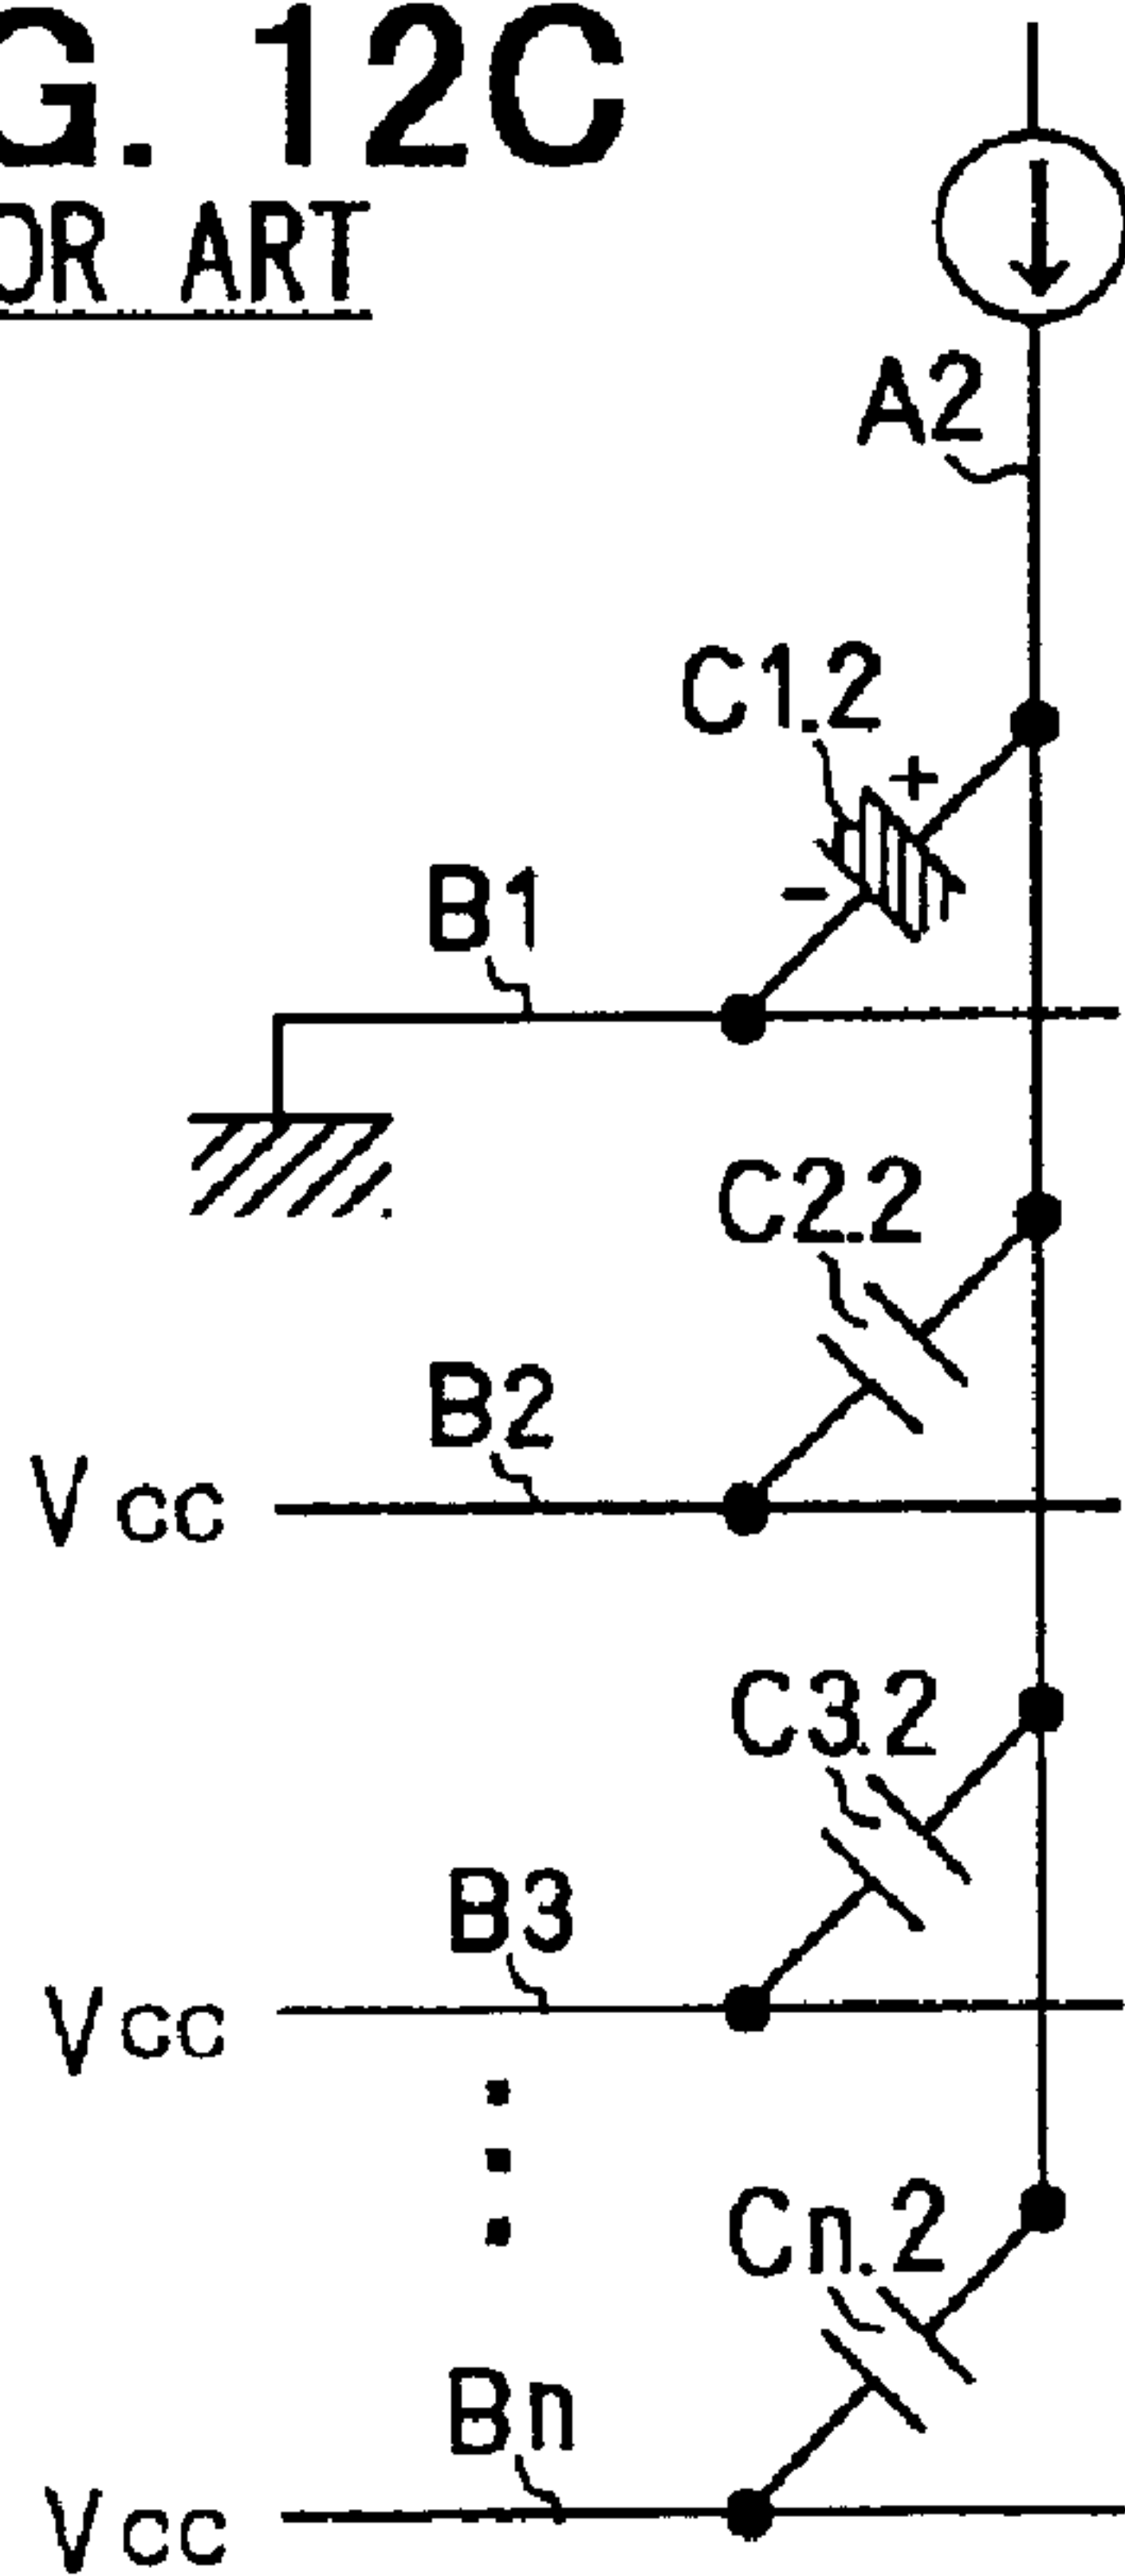 G. 12C
OR ART
A2
C1.2
+
-
B1
C2.2
B2
Vcc
C3.2
B3
Vcc
Cn.2
Bn
Vcc